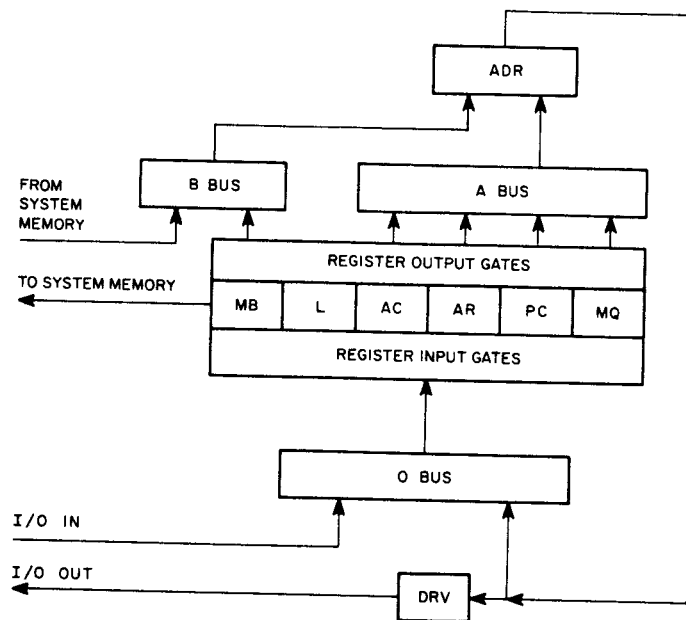 ADR
B BUS
A BUS
FROM
SYSTEM
MEMORY
REGISTER OUTPUT GATES
TO SYSTEM MEMORY
MB L AC AR PC MQ
REGISTER INPUT GATES
O BUS
I/O IN
I/O OUT
DRV